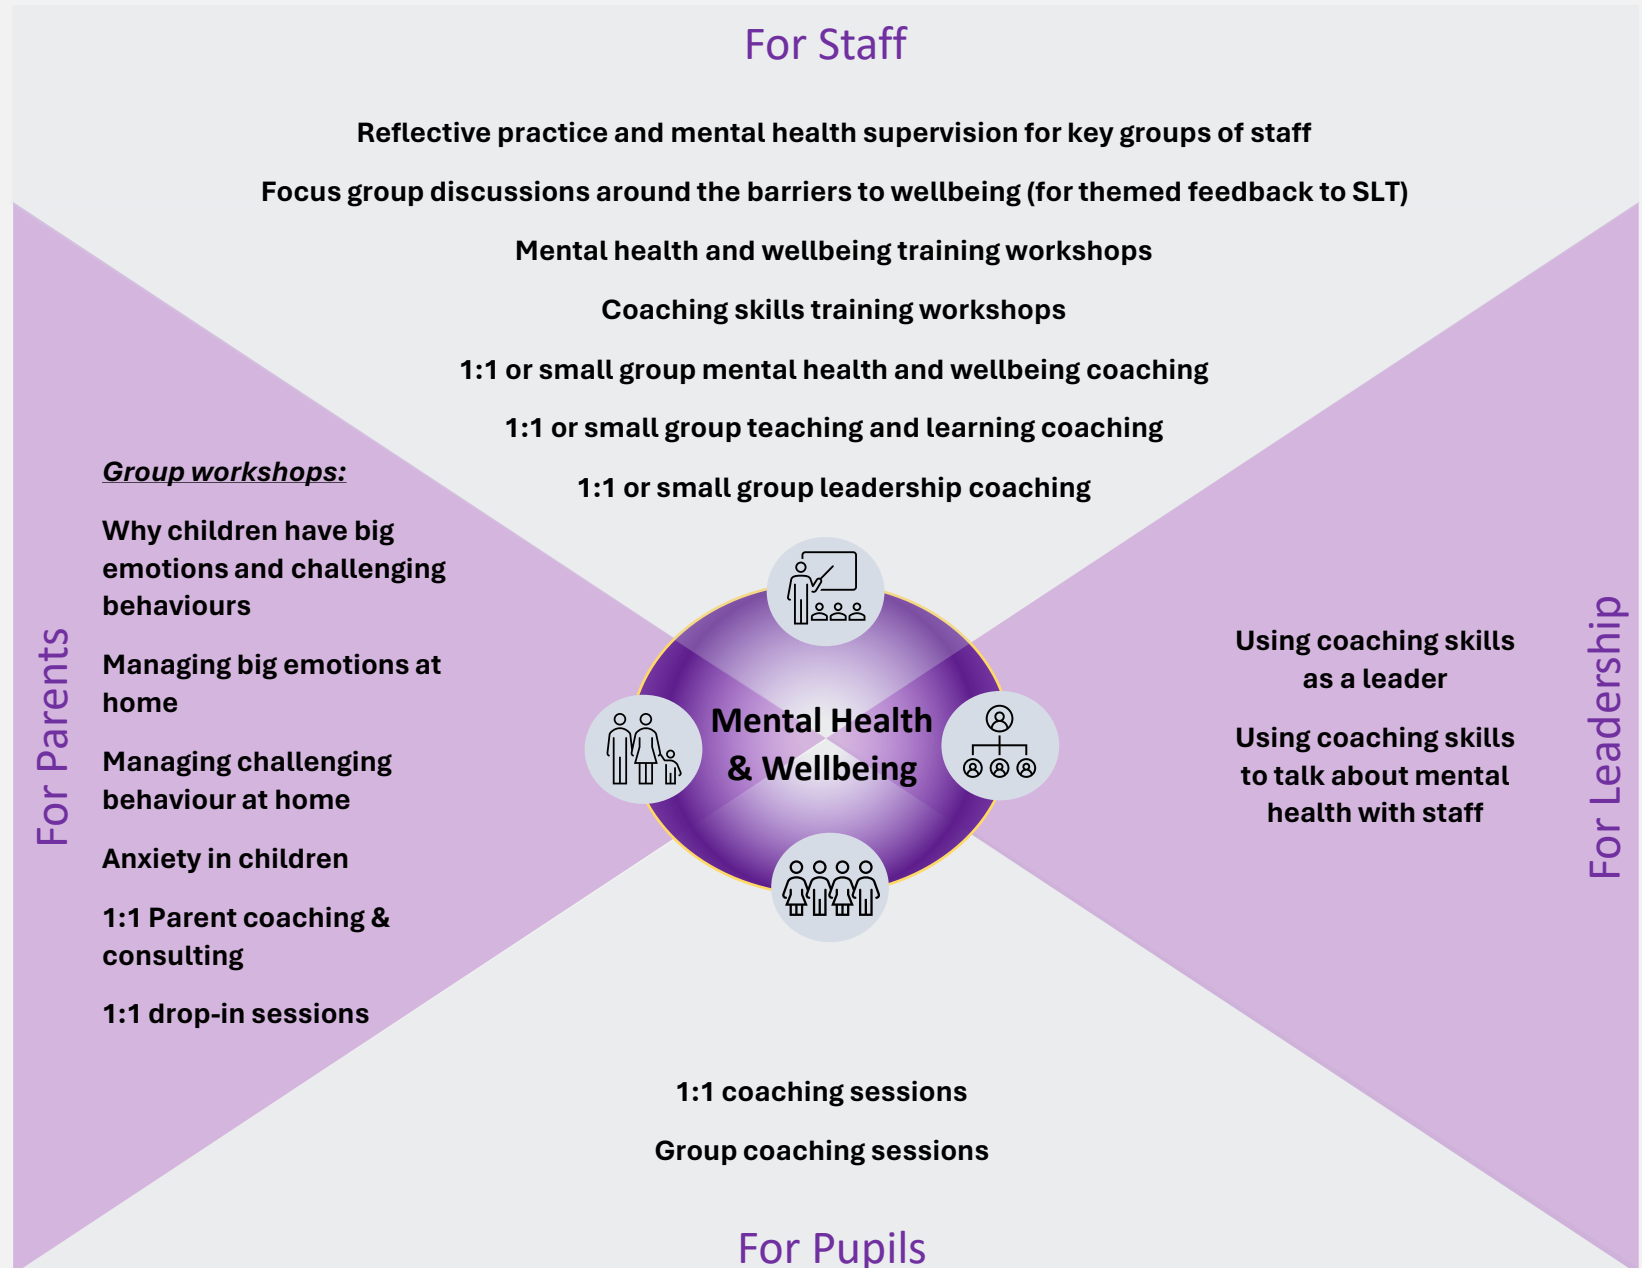 For Staff
Reflective practice and mental health supervision for key groups of staff
Focus group discussions around the barriers to wellbeing (for themed feedback to SLT)
Mental health and wellbeing training workshops
Coaching skills training workshops
1:1 or small group mental health and wellbeing coaching
1:1 or small group teaching and learning coaching
1:1 or small group leadership coaching
For Parents
Group workshops:
Why children have big
emotions and challenging
behaviours
Managing big emotions at
home
Managing challenging
behaviour at home
Anxiety in children
1:1 Parent coaching &
consulting
1:1 drop-in sessions
Mental Health
& Wellbeing
Using coaching skills
as a leader
Using coaching skills
to talk about mental
health with staff
For Leadership
1:1 coaching sessions
Group coaching sessions
For Pupils